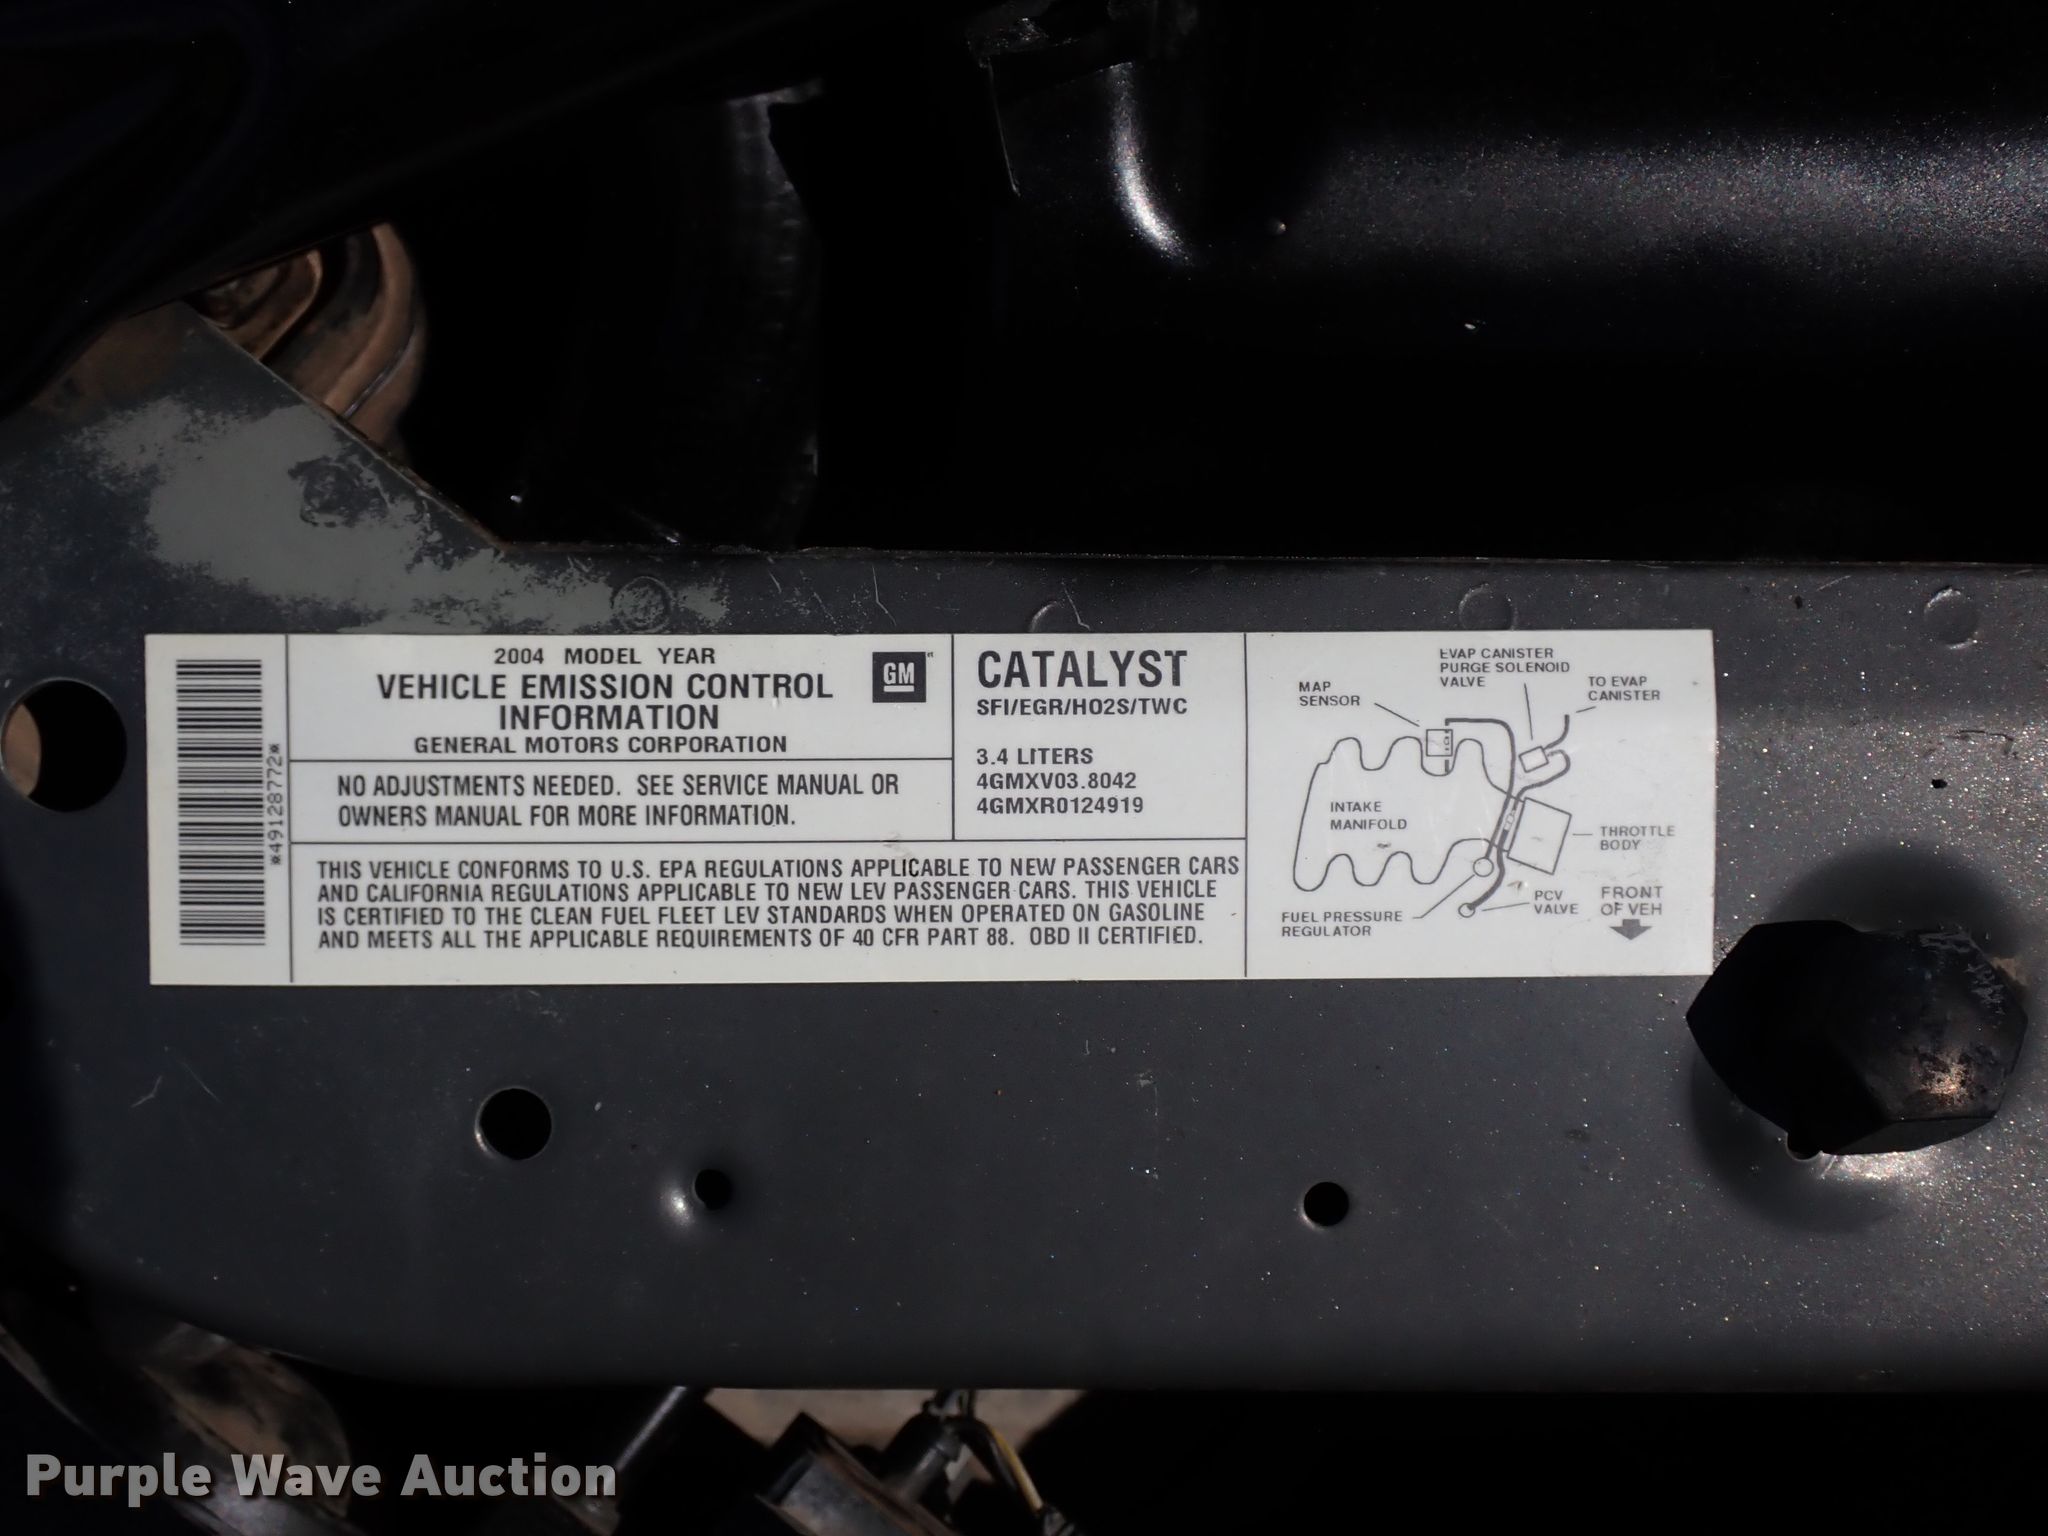 *49128772*
2004 MODEL YEAR
VEHICLE EMISSION CONTROL
INFORMATION
GENERAL MOTORS CORPORATION
GM
NO ADJUSTMENTS NEEDED. SEE SERVICE MANUAL OR
OWNERS MANUAL FOR MORE INFORMATION.
CATALYST
SFI/EGR/HO2S/TWC
3.4 LITERS
4GMXV03.8042
4GMXR0124919
THIS VEHICLE CONFORMS TO U.S. EPA REGULATIONS APPLICABLE TO NEW PASSENGER CARS
AND CALIFORNIA REGULATIONS APPLICABLE TO NEW LEV PASSENGER CARS. THIS VEHICLE
IS CERTIFIED TO THE CLEAN FUEL FLEET LEV STANDARDS WHEN OPERATED ON GASOLINE
AND MEETS ALL THE APPLICABLE REQUIREMENTS OF 40 CFR PART 88. OBD II CERTIFIED.
EVAP CANISTER
PURGE SOLENOID
VALVE
MAP
SENSOR
TO EVAP
CANISTER
INTAKE
MANIFOLD
THROTTLE
BODY
FUEL PRESSURE
REGULATOR
PCV
VALVE
FRONT
OF VEH
Purple Wave Auction